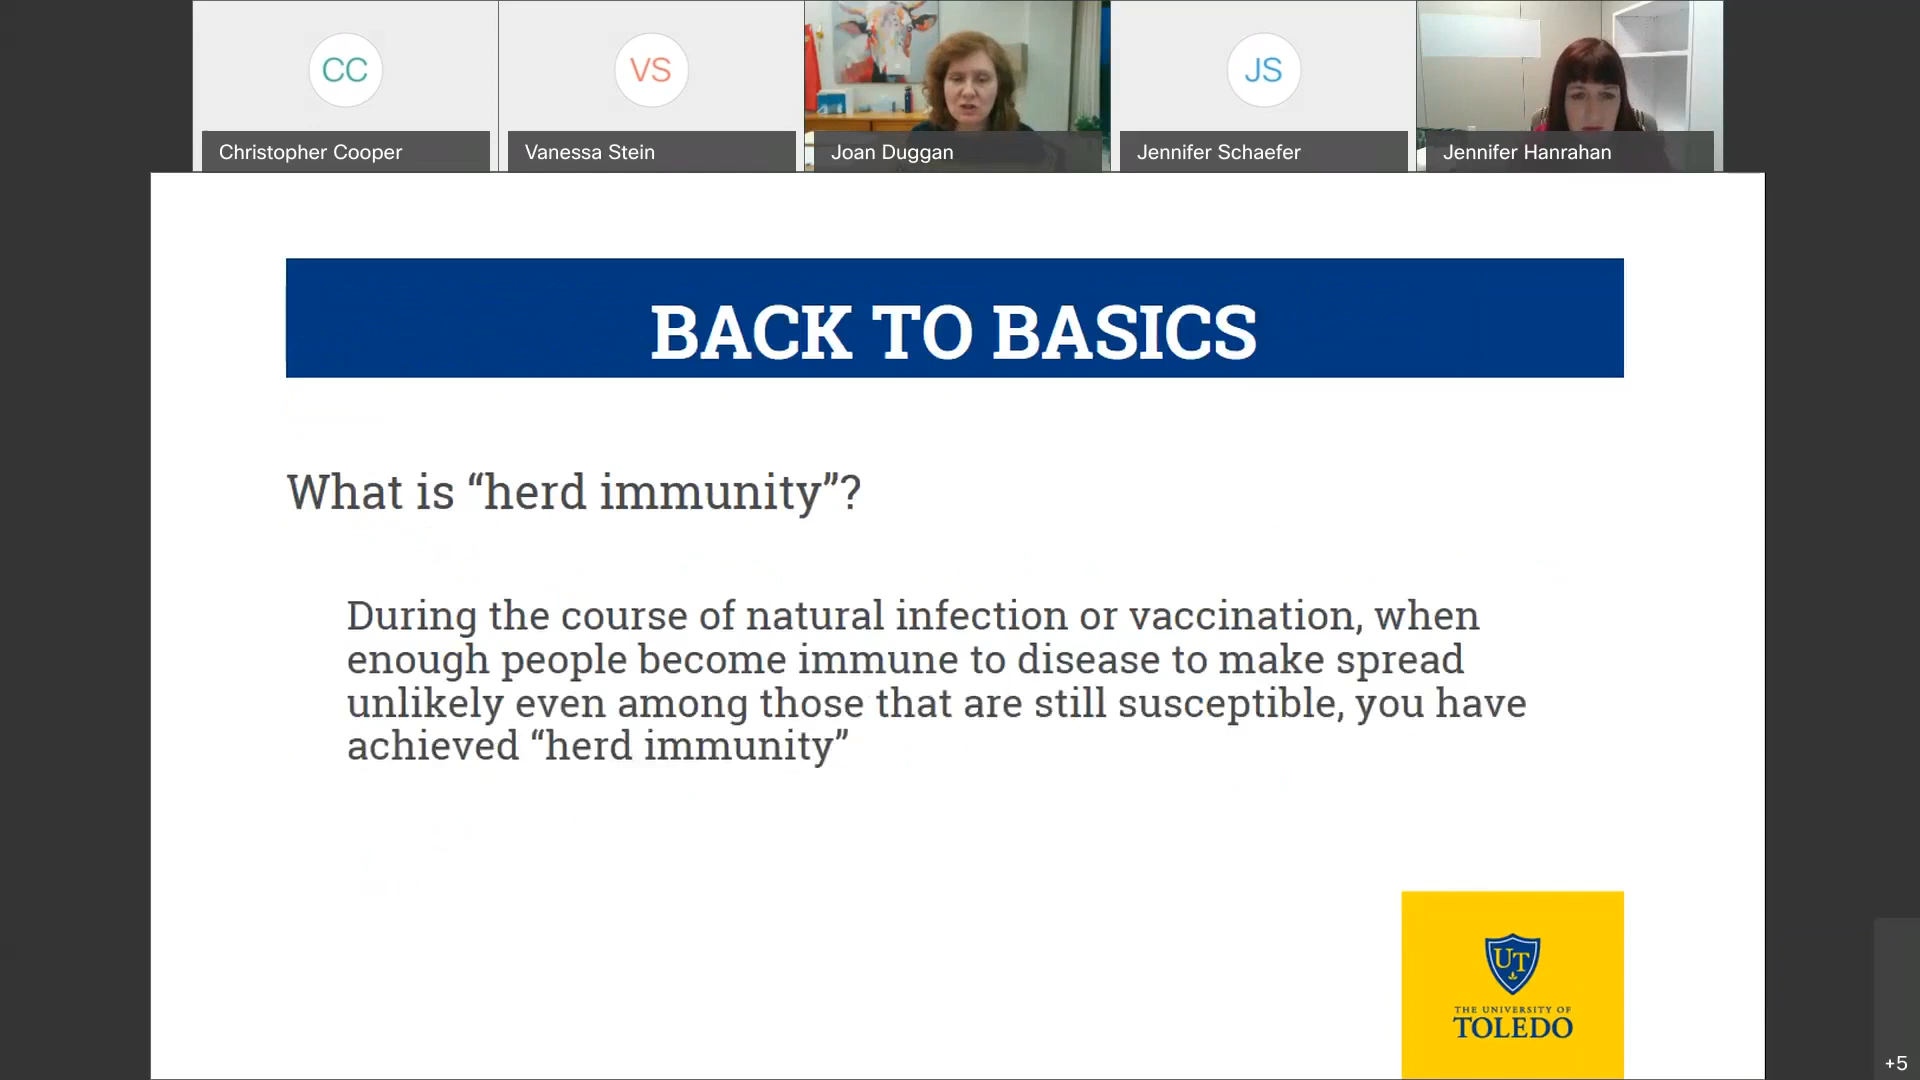 CC
VS
JS
Christopher Cooper
Vanessa Stein
Joan Duggan
Jennifer Schaefer
Jennifer Hanrahan
BACK TO BASICS
What is “herd immunity”?
During the course of natural infection or vaccination, when
enough people become immune to disease to make spread
unlikely even among those that are still susceptible, you have
achieved “herd immunity”
UT
THE UNIVERSITY OF
TOLEDO
+5